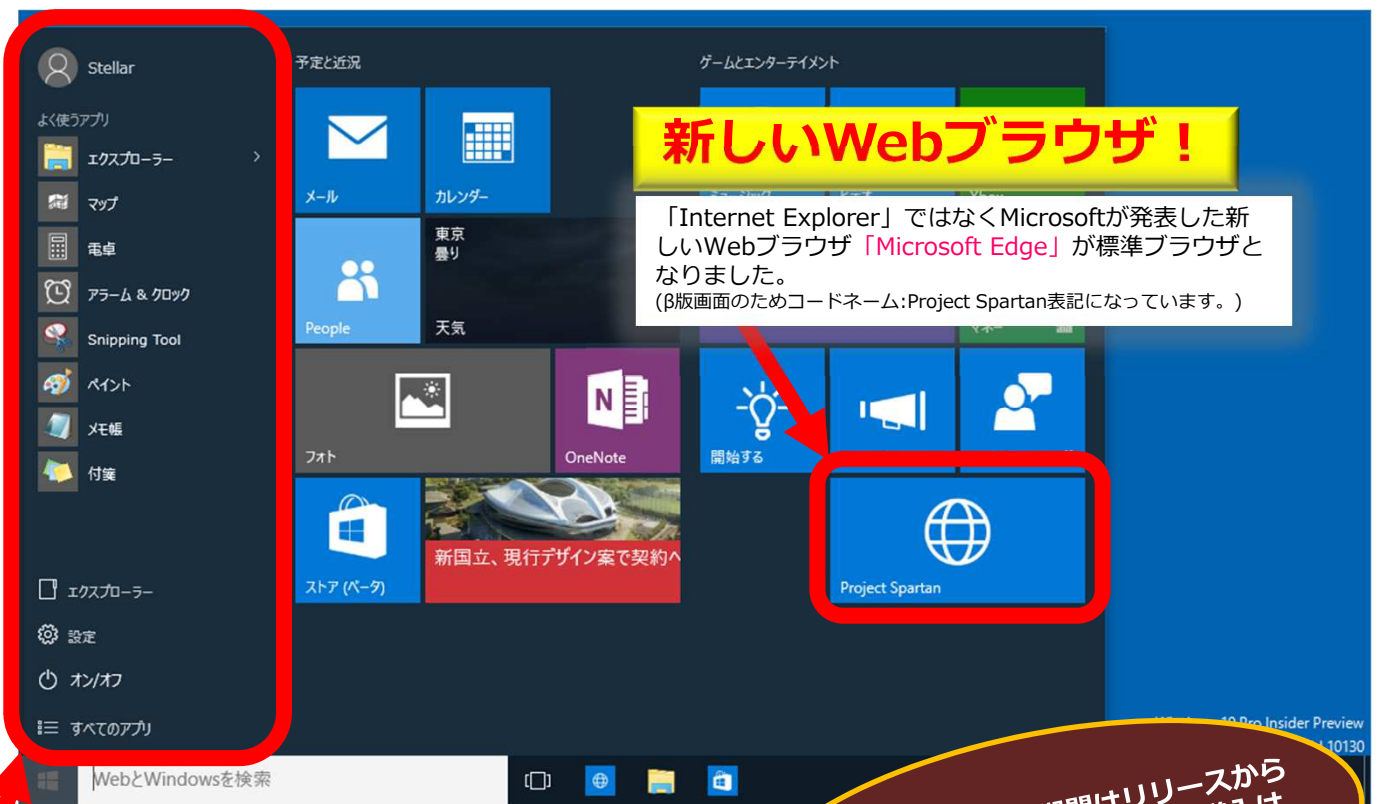 Stellar
よく使うアプリ
エクスプローラー
マップ
電卓
アラーム & クロック
Snipping Tool
ペイント
メモ帳
付箋
エクスプローラー
設定
オン/オフ
すべてのアプリ
WebとWindowsを検索
予定と近況
メール
カレンダー
People
東京
曇り
天気
フォト
OneNote
ストア (ベータ)
新国立、現行デザイン案で契約へ
ゲームとエンターテイメント
新しいWebブラウザ！
「Internet Explorer」ではなくMicrosoftが発表した新
しいWebブラウザ「Microsoft Edge」が標準ブラウザと
なりました。
(β版画面のためコードネーム:Project Spartan表記になっています。)
開始する
Project Spartan
Pro Insider Preview
10130
はリリースから